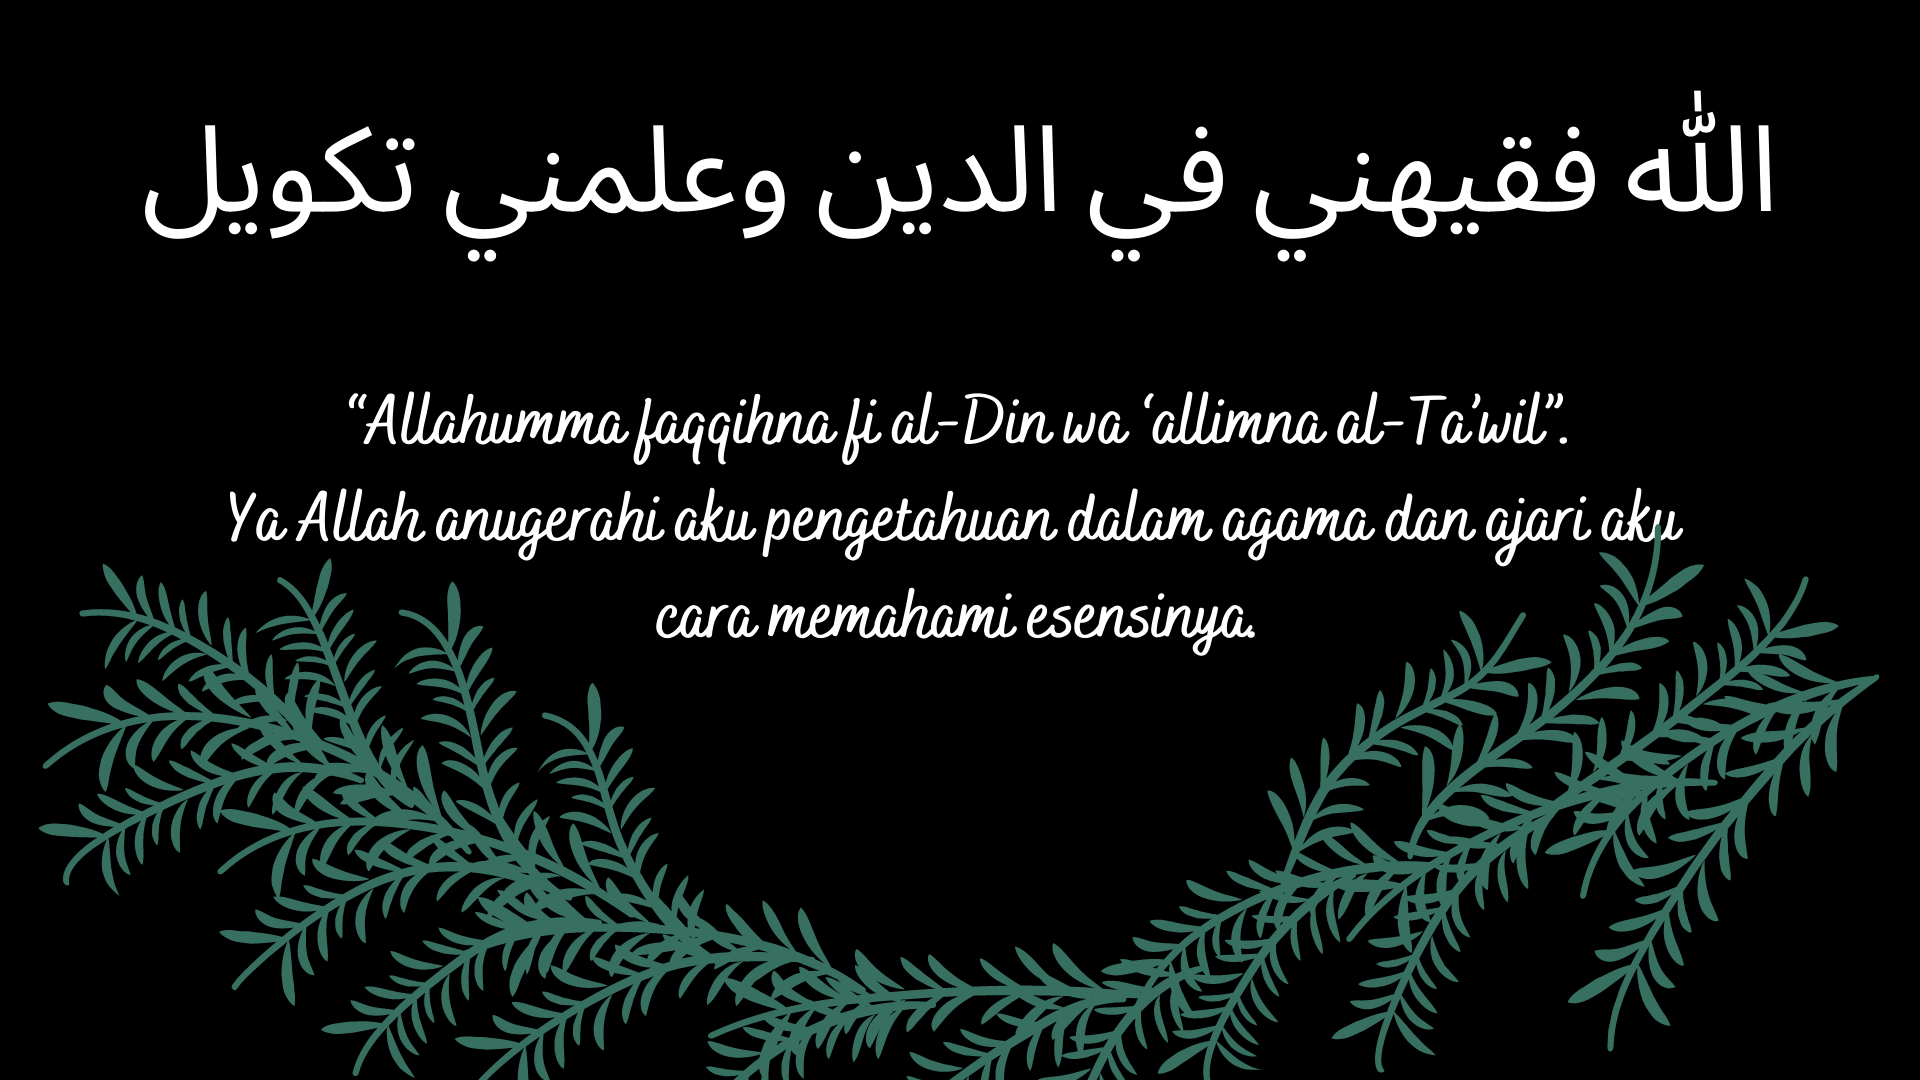 الله فقيهني في الدين وعلمني تكويل
“Allahumma faqqihna fi al-Din wa ‘allimna al-Ta’wil”.
Ya Allah anugerahi aku pengetahuan dalam agama dan ajari aku
cara memahami esensinya.